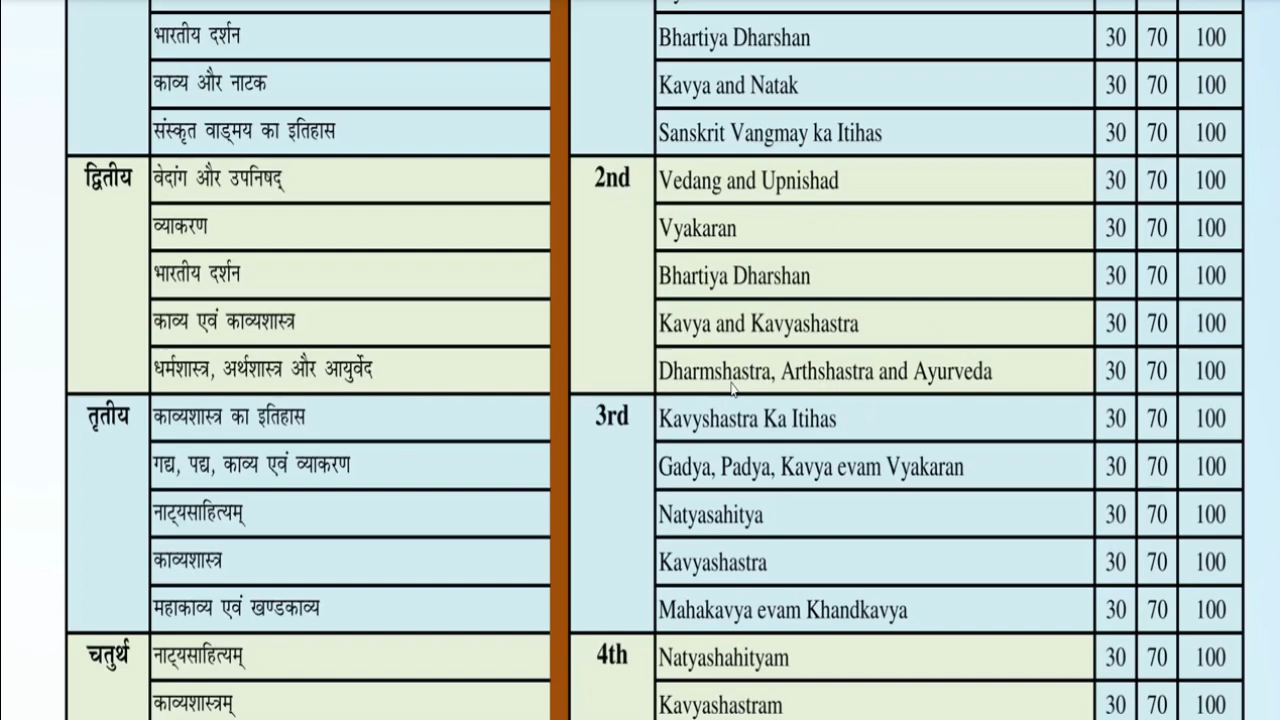 भारतीय दर्शन Bhartiya Dharshan 30 70 100
काव्य और नाटक Kavya and Natak 30 70 100
संस्कृत वाड्मय का इतिहास Sanskrit Vangmay ka Itihas 30 70 100
द्वितीय वेदांग और उपनिषद् 2nd Vedang and Upnishad 30 70 100
व्याकरण Vyakaran 30 70 100
भारतीय दर्शन Bhartiya Dharshan 30 70 100
काव्य एवं काव्यशास्त्र Kavya and Kavyashastra 30 70 100
धर्मशास्त्र, अर्थशास्त्र और आयुर्वेद Dharmshastra, Arthshastra and Ayurveda 30 70 100
तृतीय काव्यशास्त्र का इतिहास 3rd Kavyshastra Ka Itihas 30 70 100
गद्य, पद्य, काव्य एवं व्याकरण Gadya, Padya, Kavya evam Vyakaran 30 70 100
नाट्यसाहित्यम् Natyasahitya 30 70 100
काव्यशास्त्र Kavyashastra 30 70 100
महाकाव्य एवं खण्डकाव्य Mahakavya evam Khandkavya 30 70 100
चतुर्थ नाट्यसाहित्यम् 4th Natyashahityam 30 70 100
काव्यशास्त्रम् Kavyashastram 30 70 100